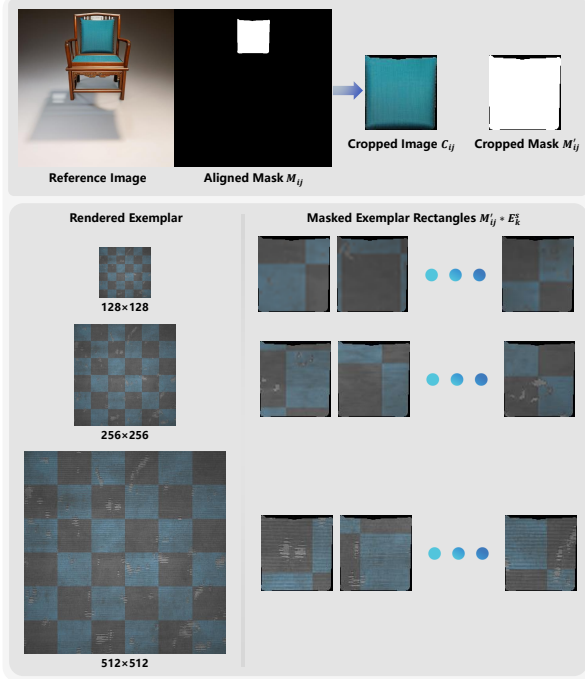 Reference Image
Aligned Mask M_ij
Cropped Image C_ij
Cropped Mask M'_ij
Rendered Exemplar
Masked Exemplar Rectangles M'_ij * E_k^s
128×128
256×256
512×512